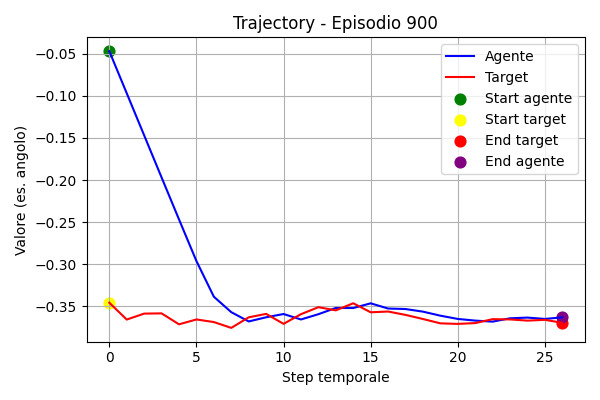 Trajectory - Episodio 900
Agente
Target
Start agente
Start target
End target
End agente
Valore (es. angolo)
−0.05
−0.10
−0.15
−0.20
−0.25
−0.30
−0.35
0 5 10 15 20 25
Step temporale